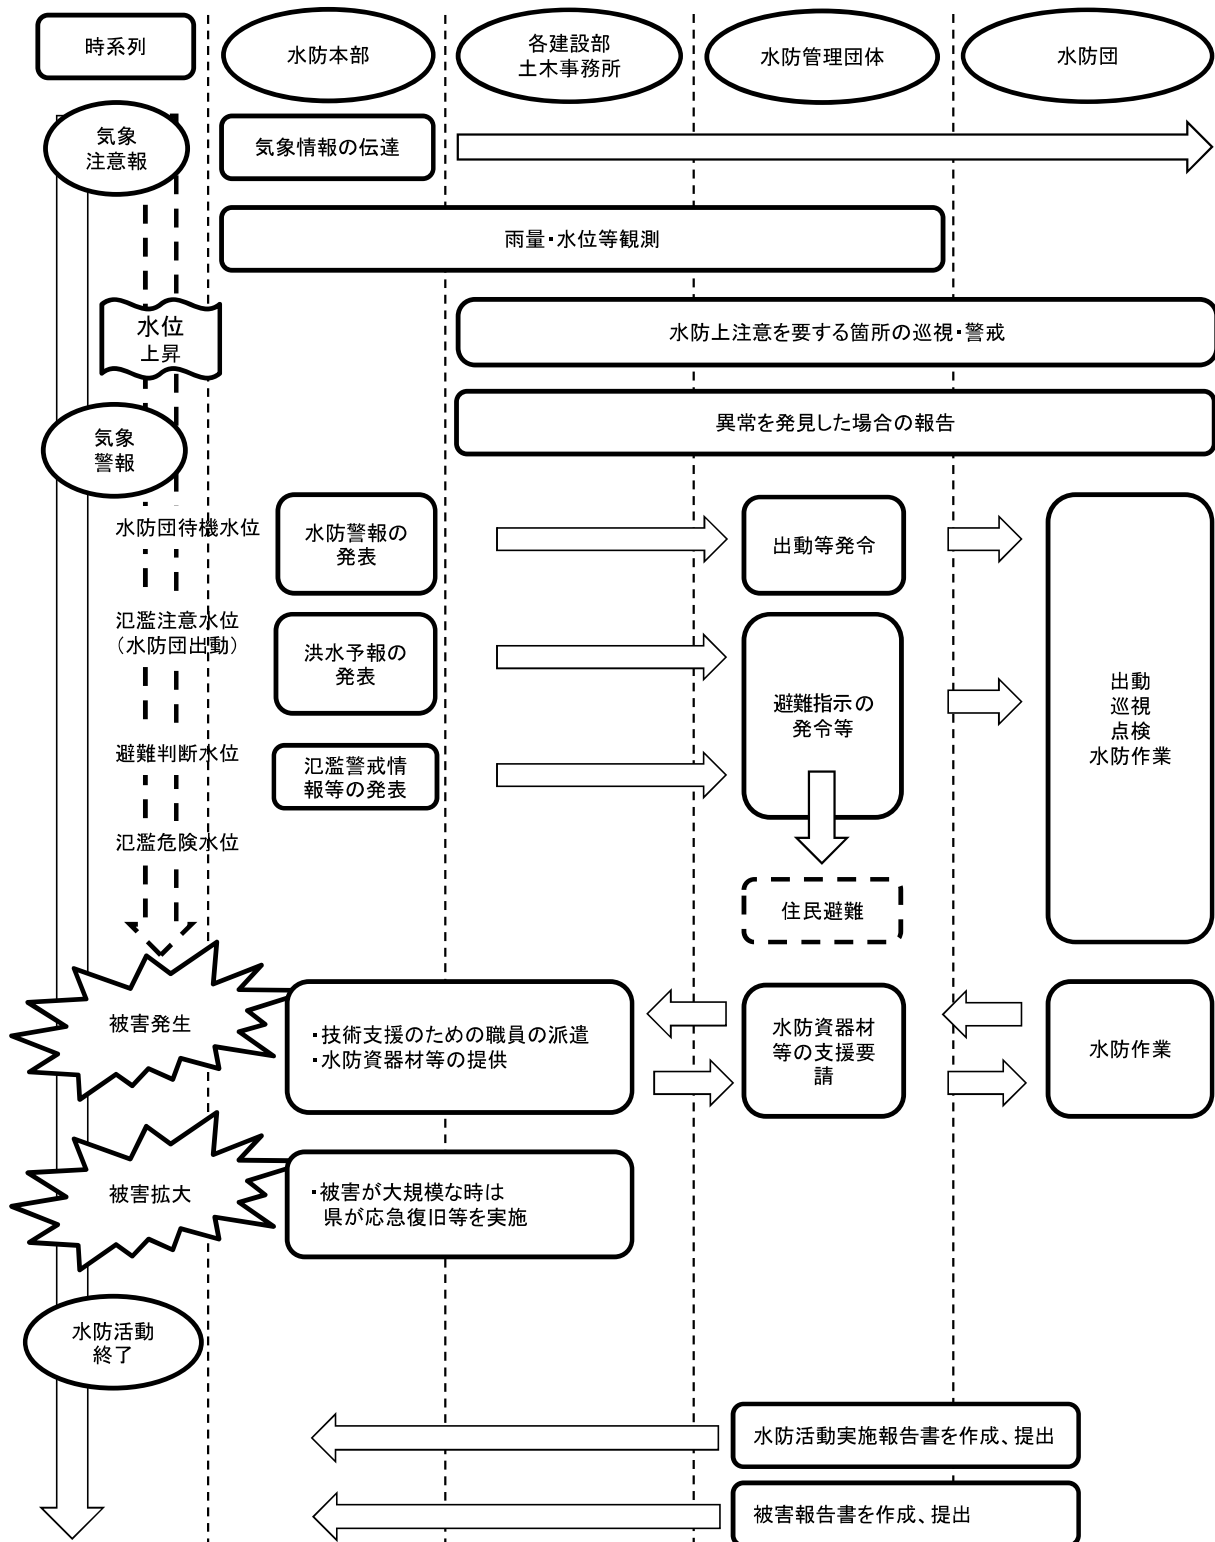 時系列
水防本部
各建設部
土木事務所
水防管理団体
水防団
気象
注意報
気象情報の伝達
雨量・水位等観測
水位
上昇
水防上注意を要する箇所の巡視・警戒
異常を発見した場合の報告
気象
警報
水防団待機水位
水防警報の
発表
出動等発令
氾濫注意水位
（水防団出動）
洪水予報の
発表
避難指示の
発令等
出動
巡視
点検
水防作業
避難判断水位
氾濫警戒情
報等の発表
氾濫危険水位
住民避難
被害発生
・技術支援のための職員の派遣
・水防資器材等の提供
水防資器材
等の支援要
請
水防作業
被害拡大
・被害が大規模な時は
県が応急復旧等を実施
水防活動
終了
水防活動実施報告書を作成、提出
被害報告書を作成、提出